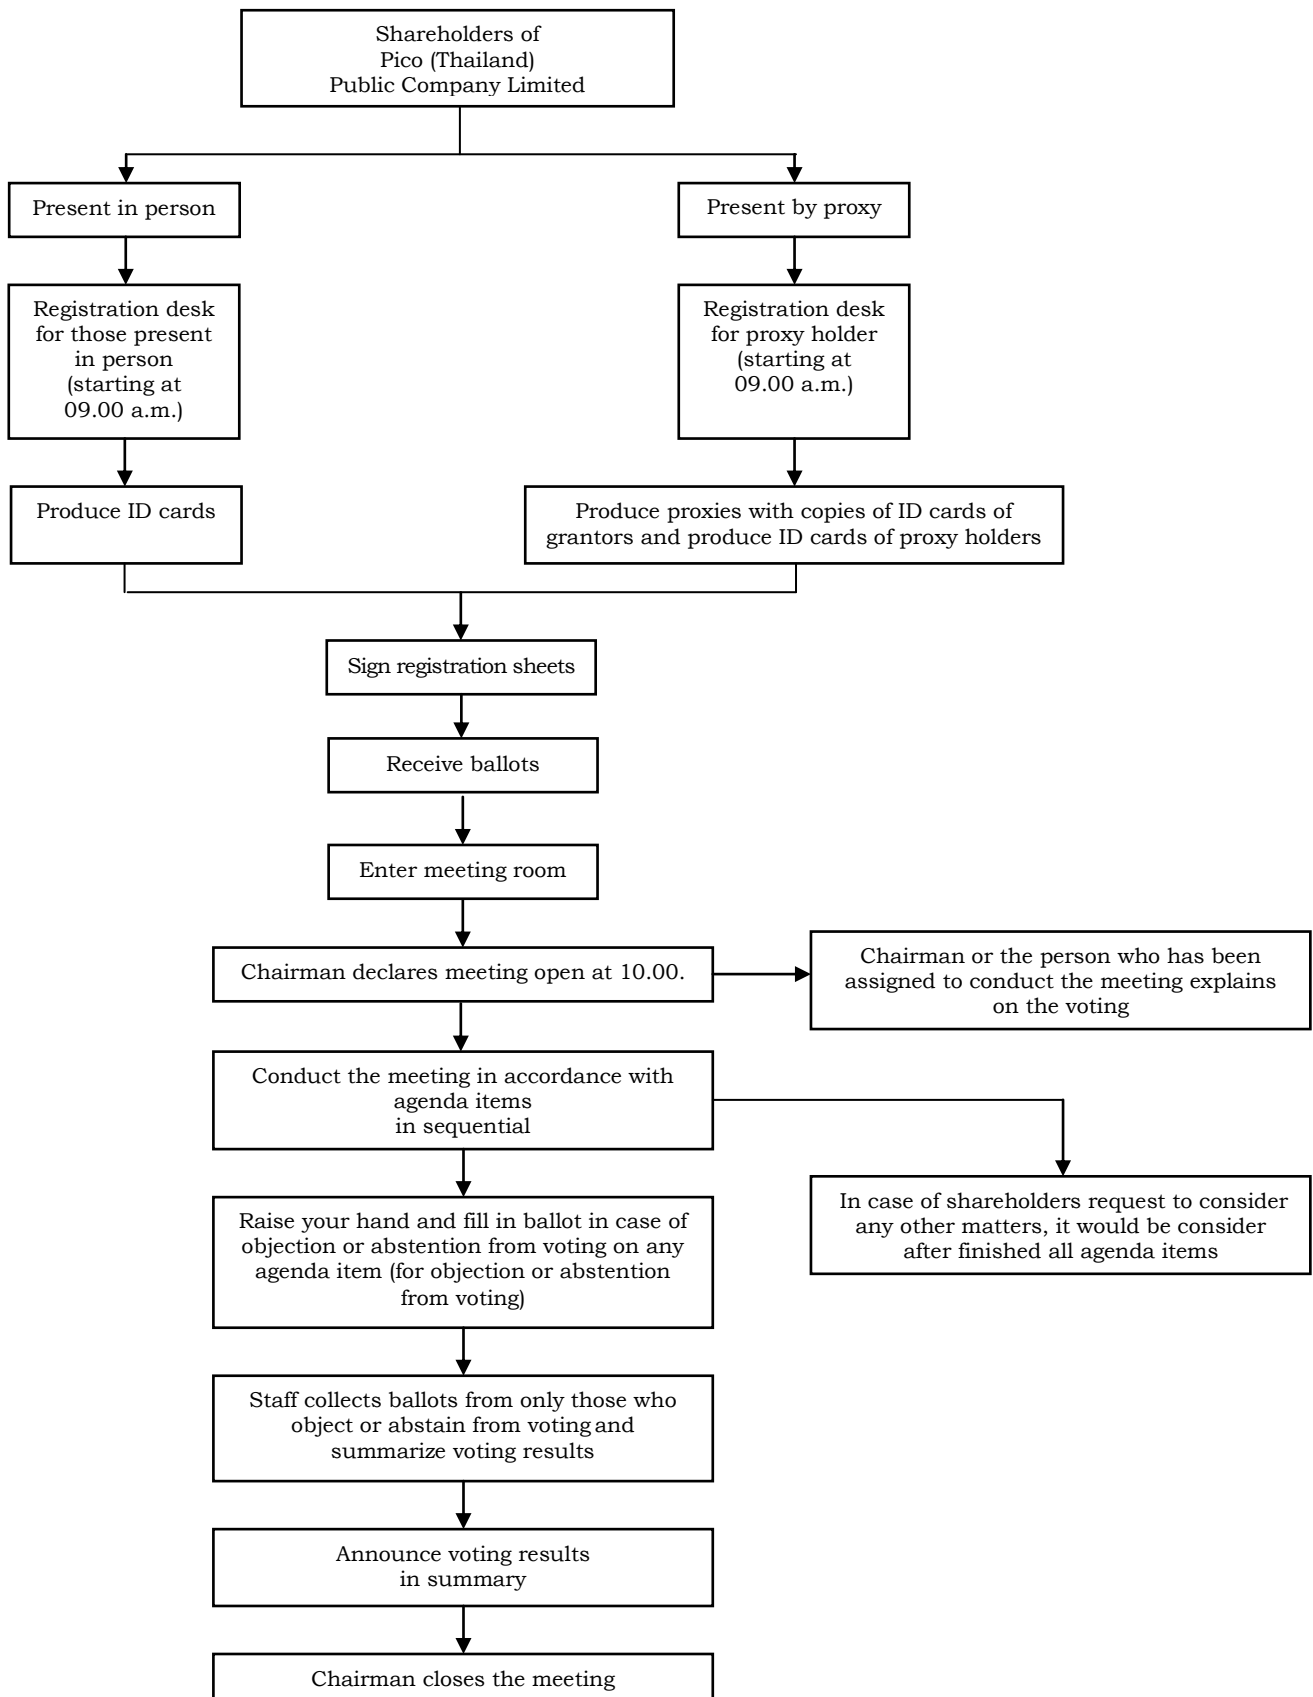 Shareholders of
Pico (Thailand)
Public Company Limited
Present in person
Present by proxy
Registration desk
for those present
in person
(starting at
09.00 a.m.)
Registration desk
for proxy holder
(starting at
09.00 a.m.)
Produce ID cards
Produce proxies with copies of ID cards of
grantors and produce ID cards of proxy holders
Sign registration sheets
Receive ballots
Enter meeting room
Chairman declares meeting open at 10.00.
Chairman or the person who has been
assigned to conduct the meeting explains
on the voting
Conduct the meeting in accordance with
agenda items
in sequential
In case of shareholders request to consider
any other matters, it would be consider
after finished all agenda items
Raise your hand and fill in ballot in case of
objection or abstention from voting on any
agenda item (for objection or abstention
from voting)
Staff collects ballots from only those who
object or abstain from voting and
summarize voting results
Announce voting results
in summary
Chairman closes the meeting